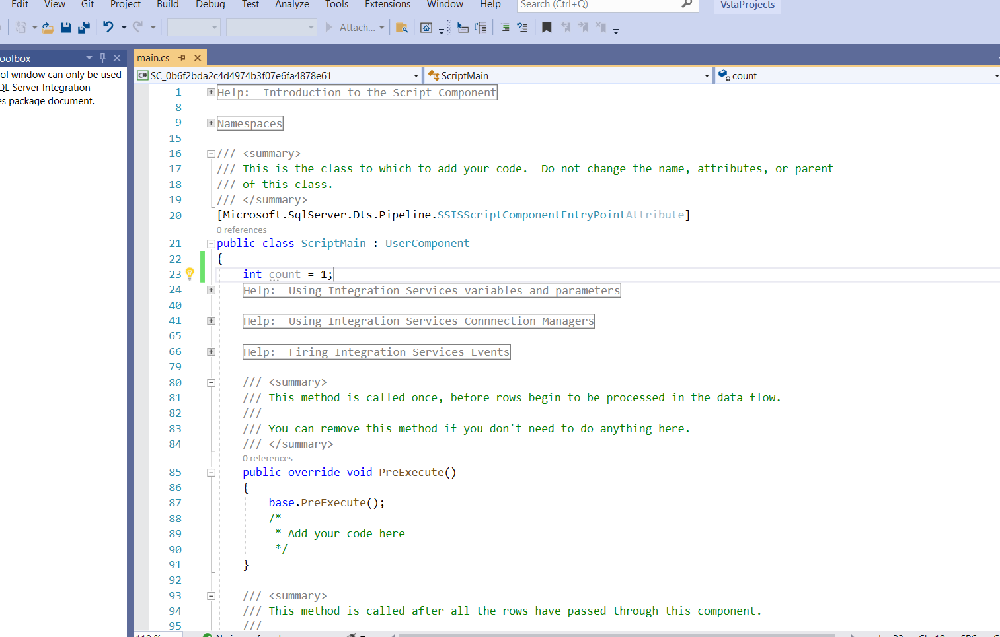 Edit View Git Project Build Debug Test Analyze Tools Extensions Window Help Search (Ctrl+Q) VstaProjects
Attach...
oolbox
main.cs
ol window can only be used
QL Server Integration
es package document.
C# SC_0b6f2bda2c4d4974b3f07e6fa4878e61 ScriptMain count
1 Help:  Introduction to the Script Component
8
9 Namespaces
15
16 /// <summary>
17 /// This is the class to which to add your code.  Do not change the name, attributes, or parent
18 /// of this class.
19 /// </summary>
20 [Microsoft.SqlServer.Dts.Pipeline.SSISScriptComponentEntryPointAttribute]
0 references
21 public class ScriptMain : UserComponent
22 {
23 int count = 1;
24 Help:  Using Integration Services variables and parameters
40
41 Help:  Using Integration Services Connnection Managers
65
66 Help:  Firing Integration Services Events
79
80 /// <summary>
81 /// This method is called once, before rows begin to be processed in the data flow.
82 ///
83 /// You can remove this method if you don't need to do anything here.
84 /// </summary>
0 references
85 public override void PreExecute()
86 {
87 base.PreExecute();
88 /*
89 * Add your code here
90 */
91 }
92
93 /// <summary>
94 /// This method is called after all the rows have passed through this component.
95 ///